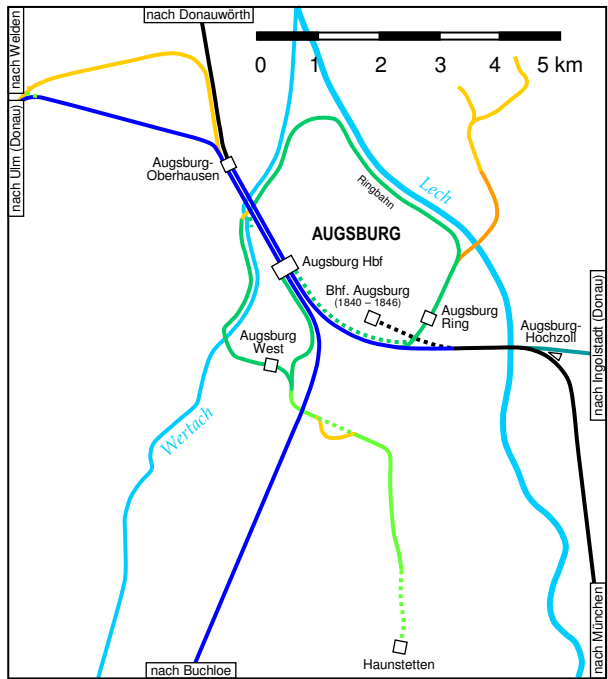 nach Donauwörth
nach Welden
nach Ulm (Donau)
0 1 2 3 4 5 km
Augsburg-
Oberhausen
Lech
Ringbahn
AUGSBURG
Augsburg Hbf
Bhf. Augsburg
(1840 – 1846)
Augsburg
Ring
Augsburg-
Hochzoll
nach Ingolstadt (Donau)
Augsburg
West
Wertach
nach München
Haunstetten
nach Buchloe